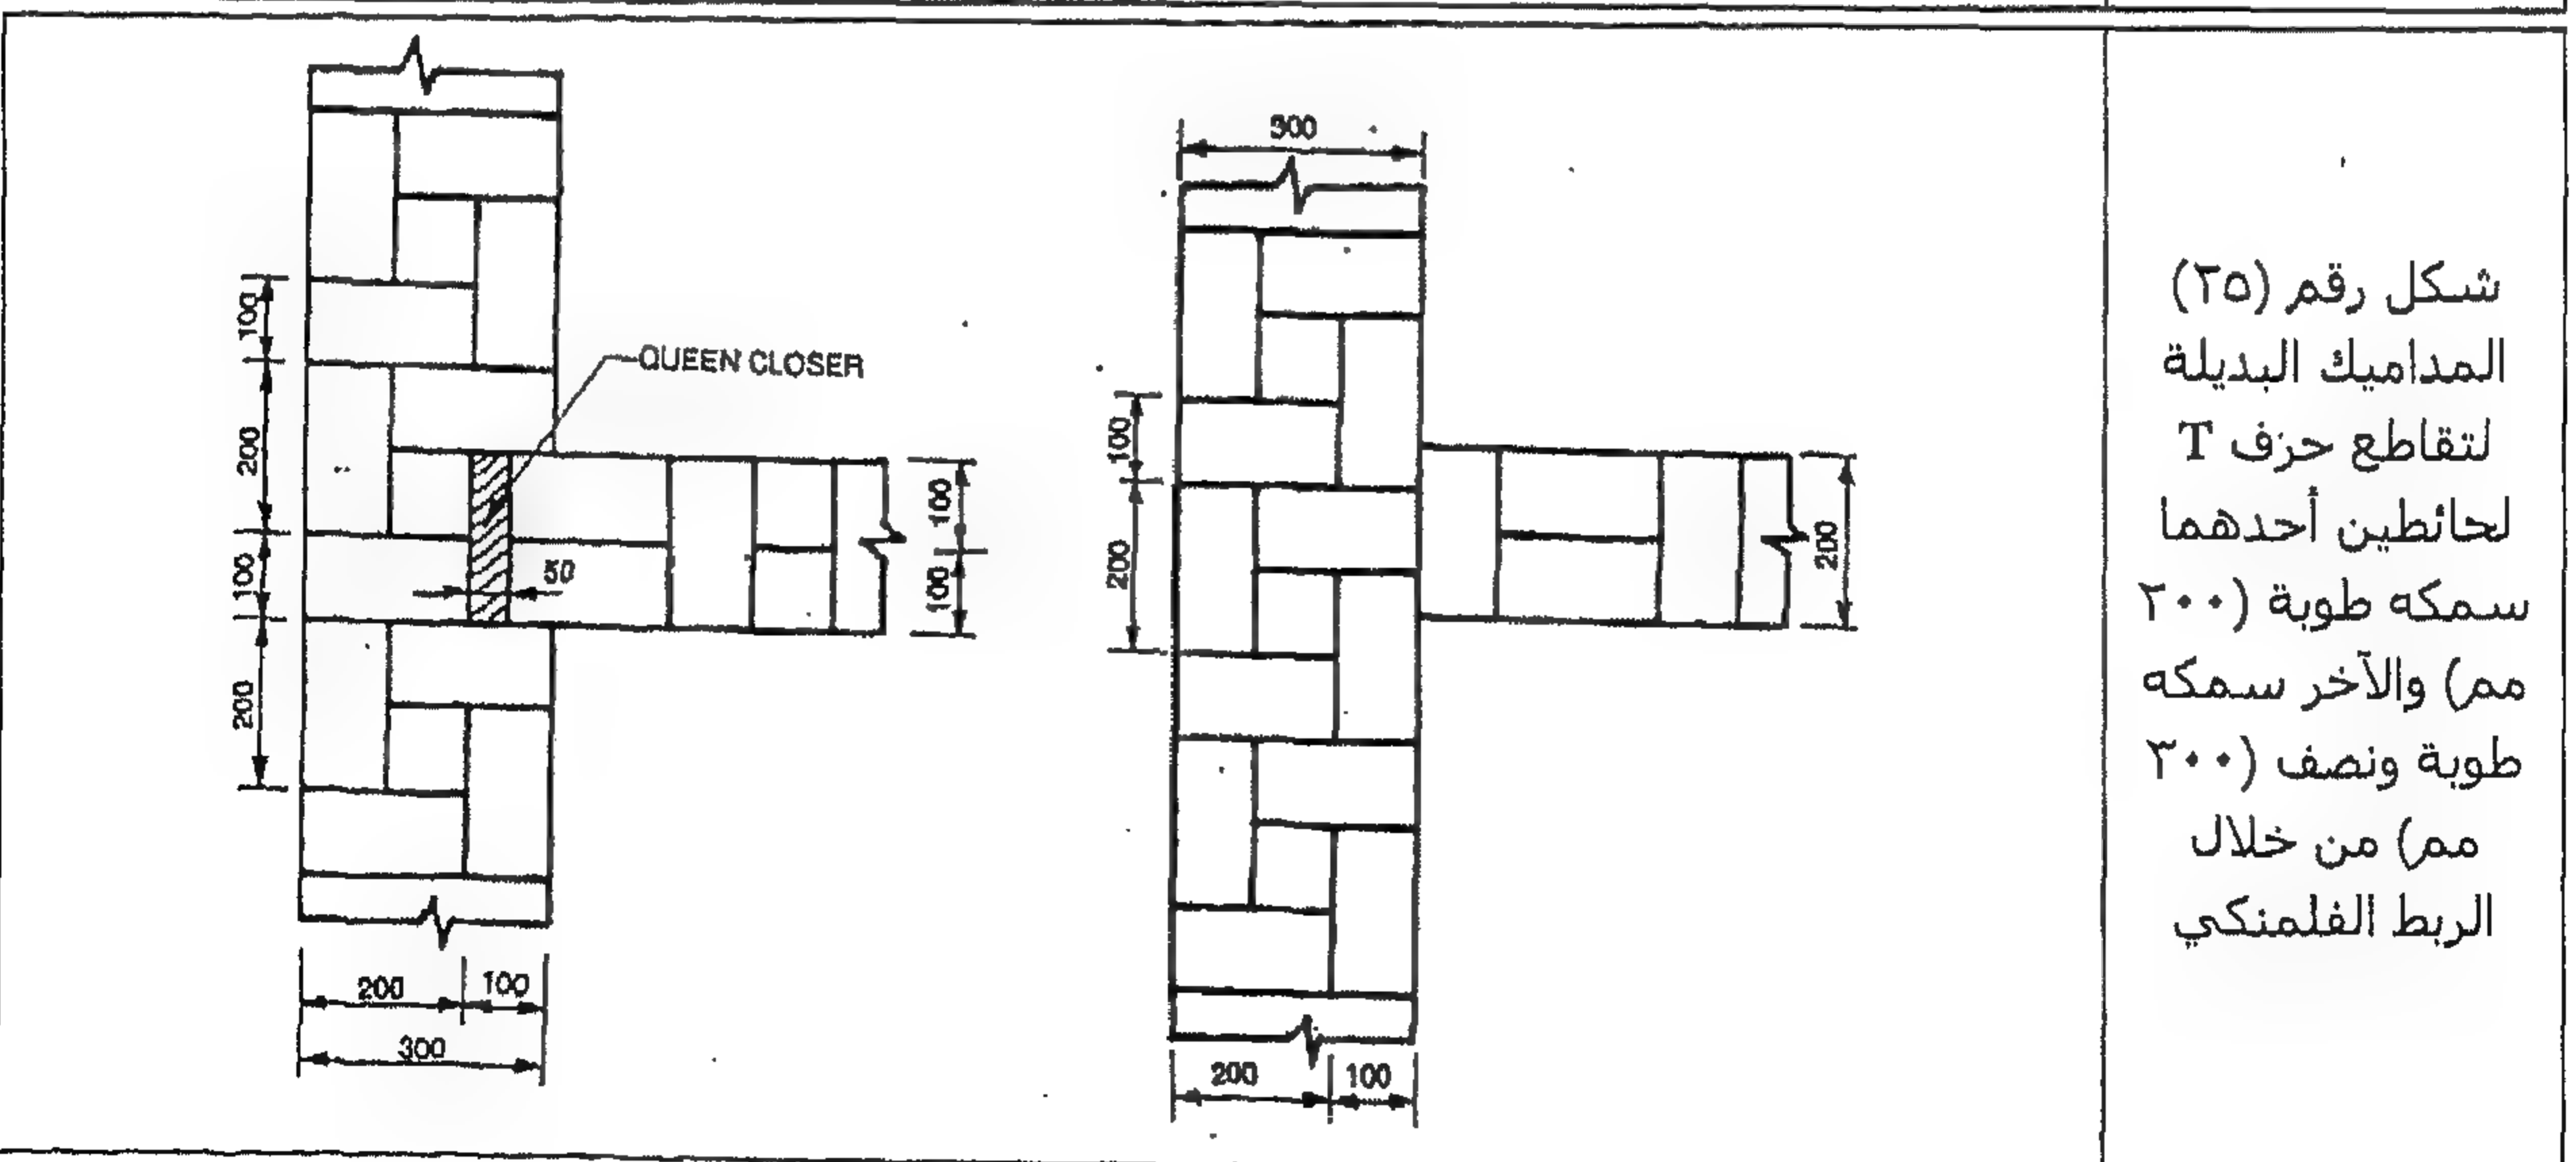 شكل رقم (٢٥)
المداميك البديلة
لتقاطع حزف T
لحائطين أحدهما
سمكه طوبة (٢٠٠
مم) والآخر سمكه
طوبة ونصف (٣٠٠
مم) من خلال
الربط الفلمنكي
QUEEN CLOSER
100
200
100
200
50
100
100
200 100
300
300
100
200
200
200 100